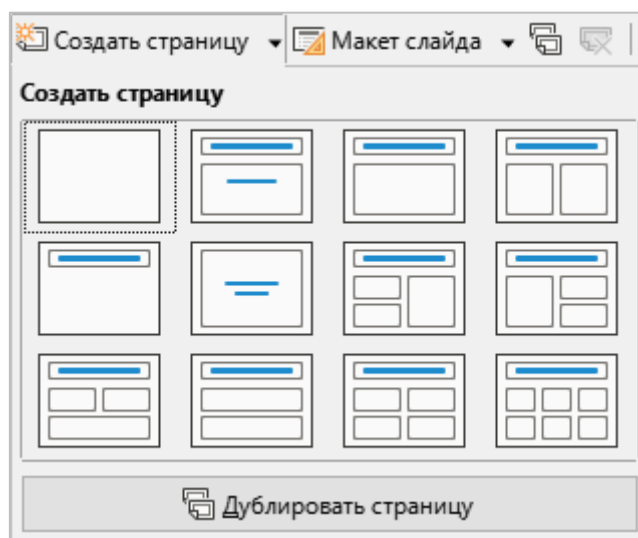 Создать страницу Макет слайда
Создать страницу
Дублировать страницу